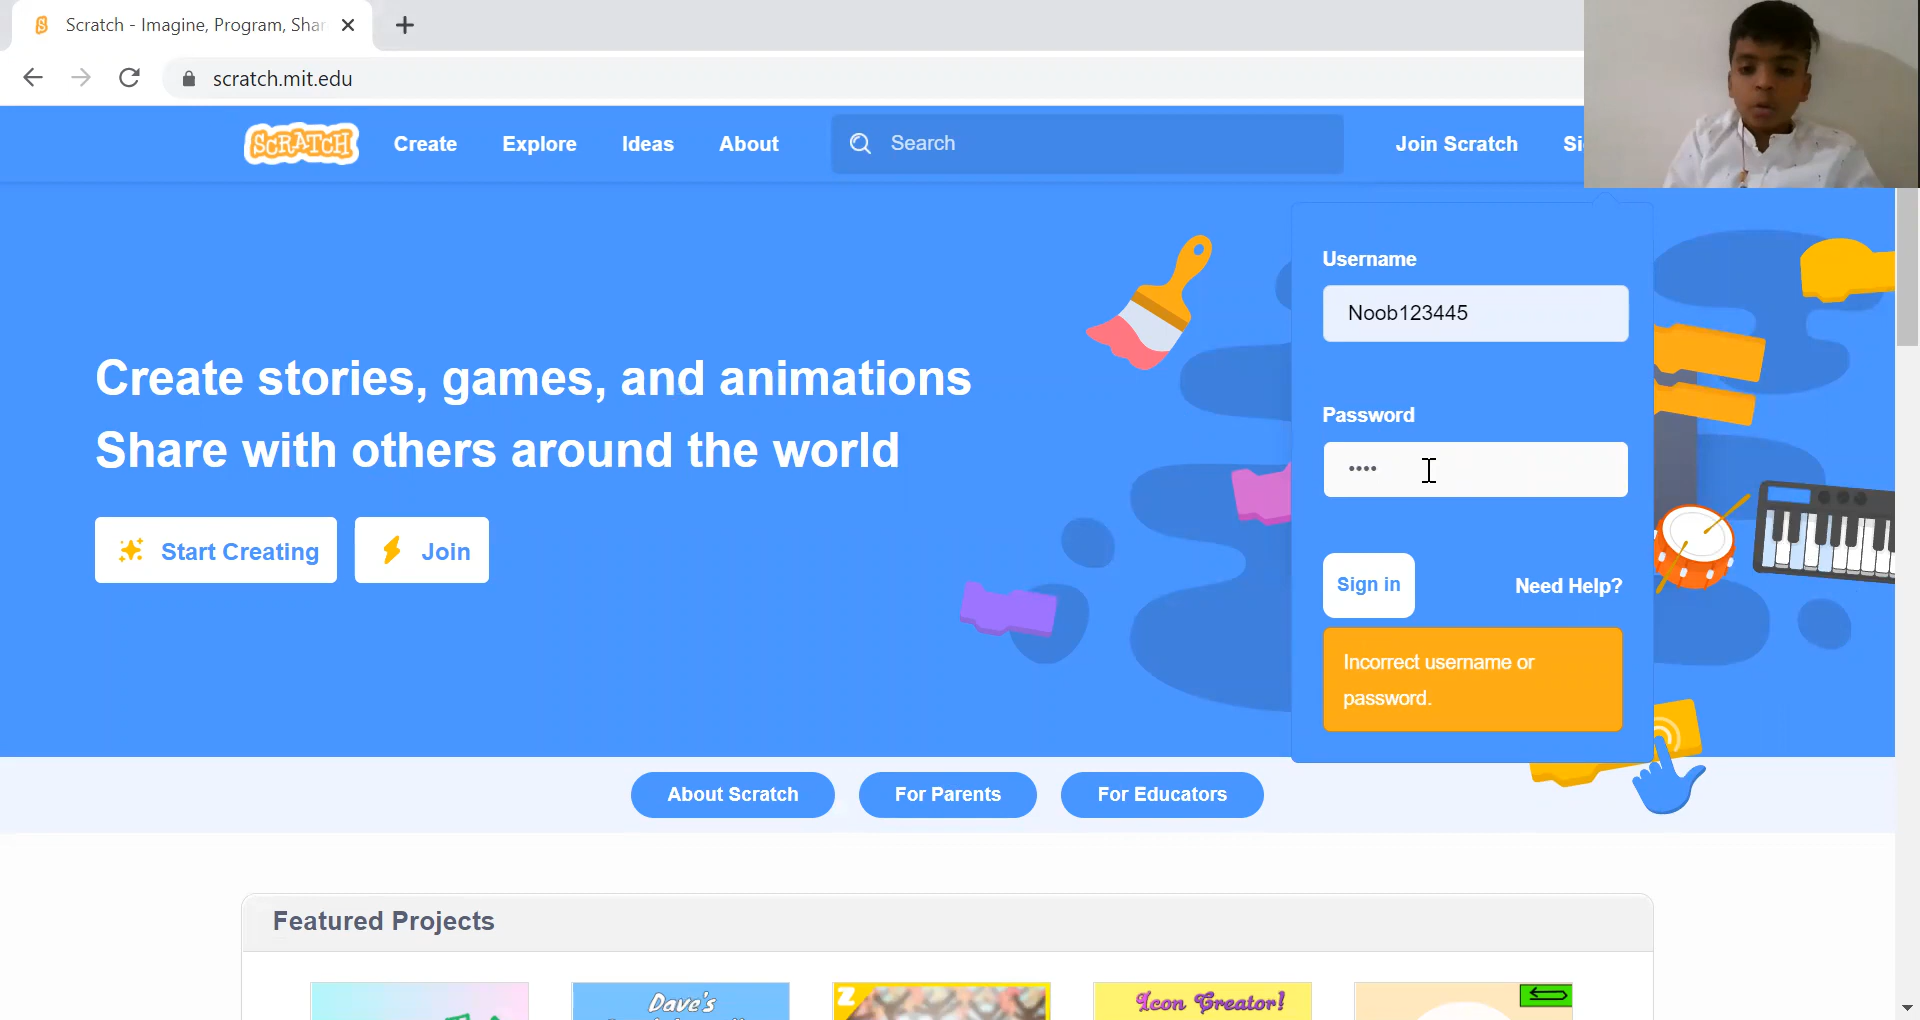 Scratch - Imagine, Program, Shar
scratch.mit.edu
SCRATCH Create Explore Ideas About Search Join Scratch
Create stories, games, and animations
Share with others around the world
Start Creating Join
Username
Noob123445
Password
Sign in Need Help?
Incorrect username or
password.
About Scratch For Parents For Educators
Featured Projects
Dave's
Z
Icon Creator!